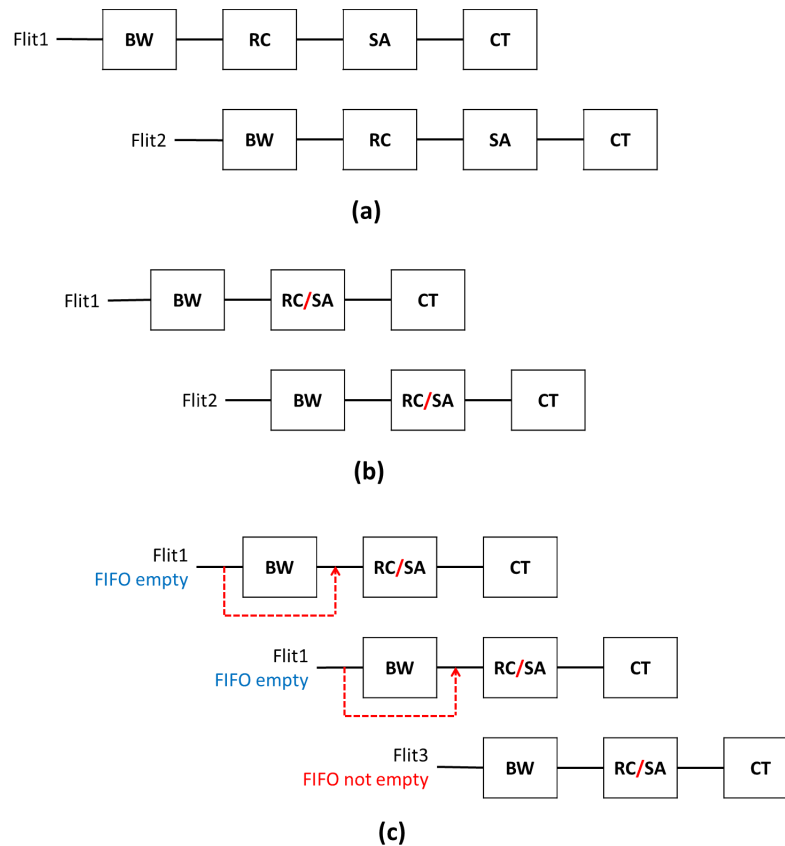 Flit1 BW RC SA CT
Flit2 BW RC SA CT
(a)
Flit1 BW RC/SA CT
Flit2 BW RC/SA CT
(b)
Flit1
FIFO empty
BW RC/SA CT
Flit1
FIFO empty
BW RC/SA CT
Flit3
FIFO not empty
BW RC/SA CT
(c)